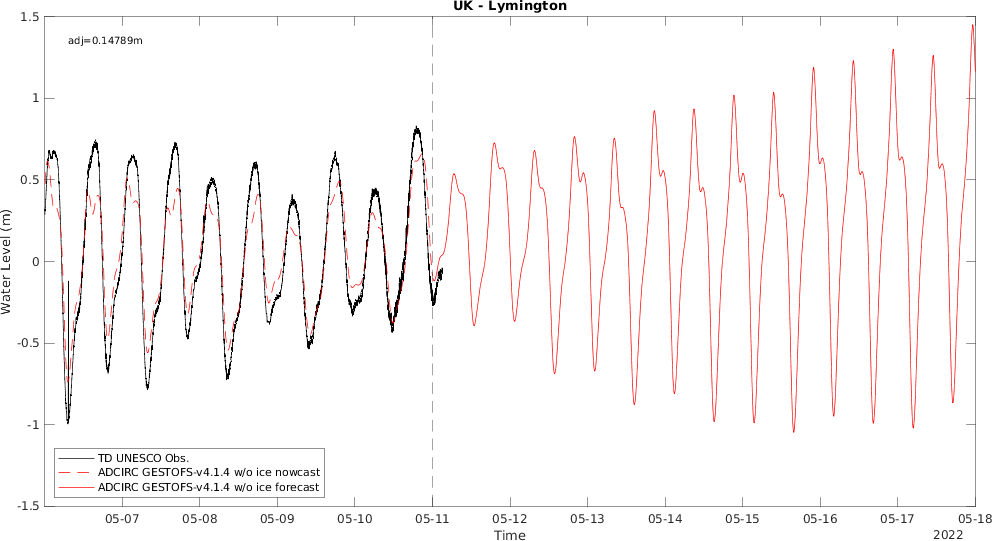 UK - Lymington
adj=0.14789m
Water Level (m)
1.5
1
0.5
0
-0.5
-1
-1.5
TD UNESCO Obs.
ADCIRC GESTOFS-v4.1.4 w/o ice nowcast
ADCIRC GESTOFS-v4.1.4 w/o ice forecast
05-07 05-08 05-09 05-10 05-11 05-12 05-13 05-14 05-15 05-16 05-17 05-18
Time
2022